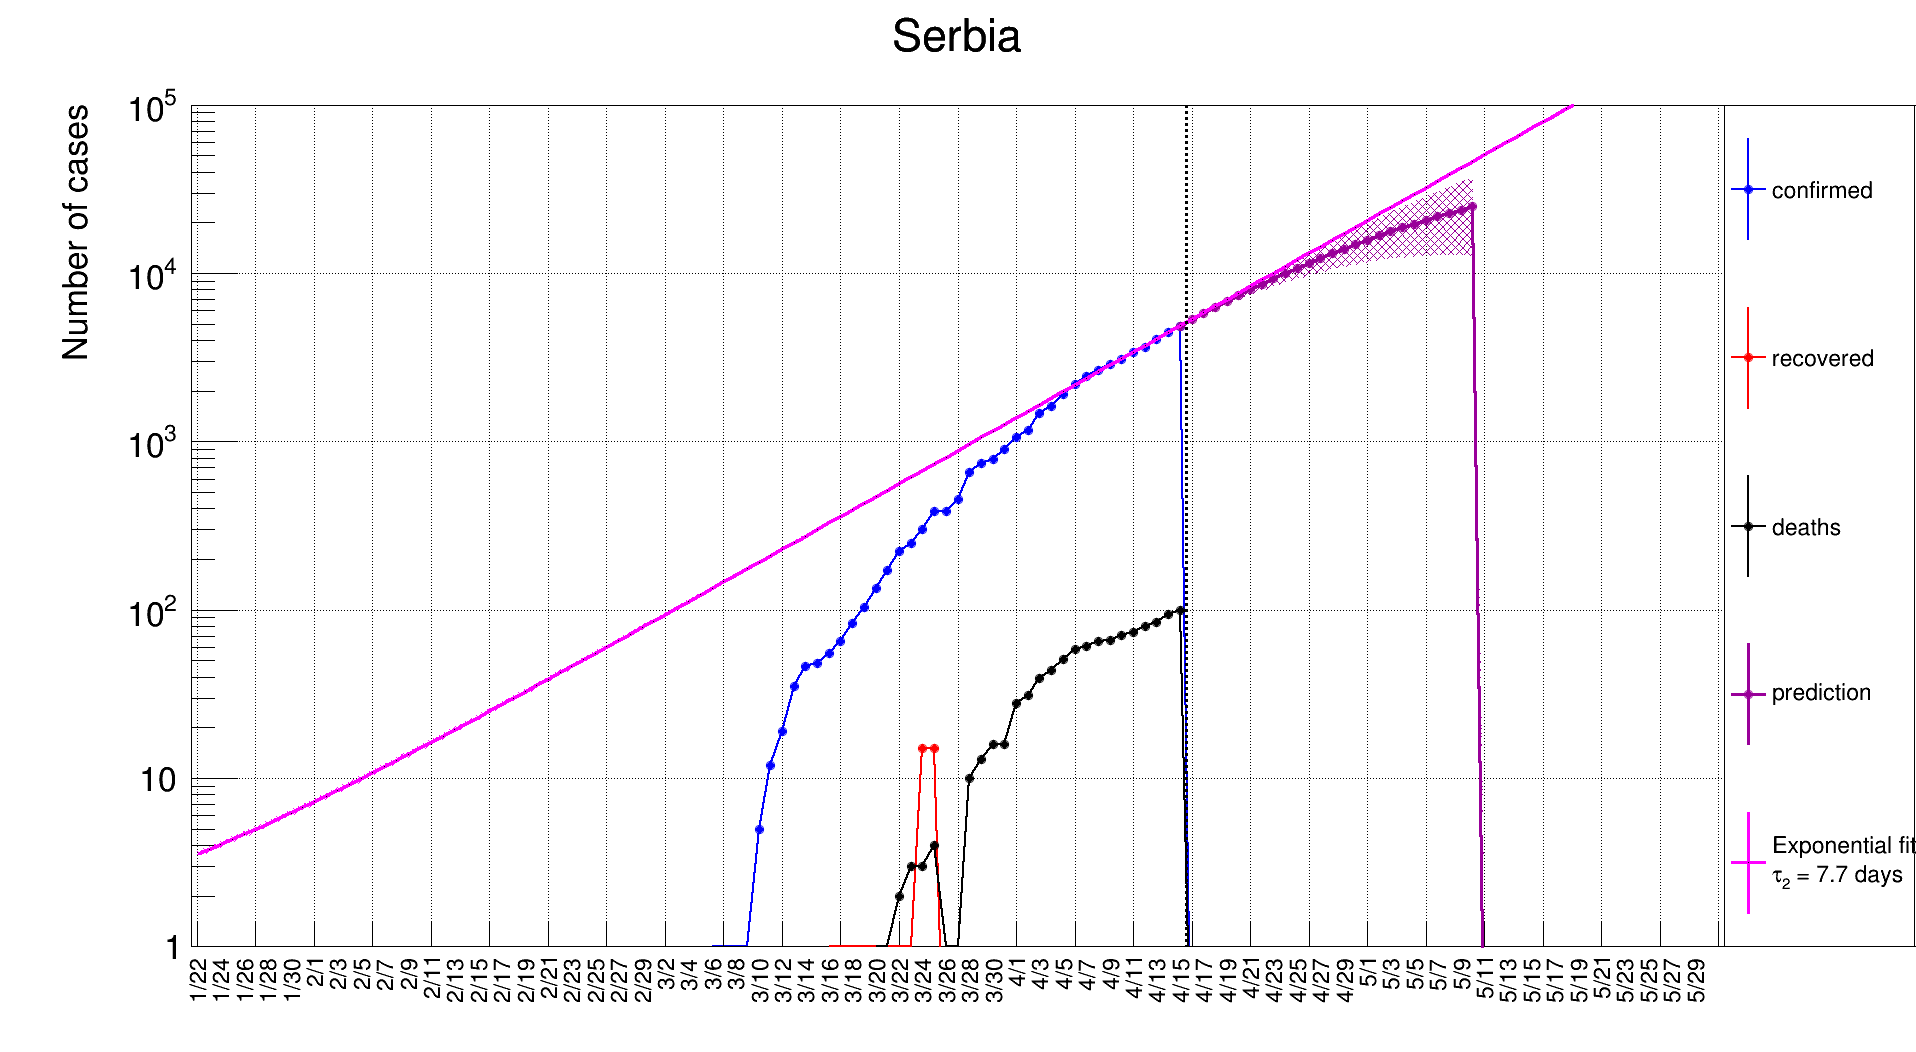 Serbia
Number of cases
10^5
10^4
10^3
10^2
10
1
1/22 1/24 1/26 1/28 1/30 2/1 2/3 2/5 2/7 2/9 2/11 2/13 2/15 2/17 2/19 2/21 2/23 2/25 2/27 2/29 3/2 3/4 3/6 3/8 3/10 3/12 3/14 3/16 3/18 3/20 3/22 3/24 3/26 3/28 3/30 4/1 4/3 4/5 4/7 4/9 4/11 4/13 4/15 4/17 4/19 4/21 4/23 4/25 4/27 4/29 5/1 5/3 5/5 5/7 5/9 5/11 5/13 5/15 5/17 5/19 5/21 5/23 5/25 5/27 5/29
confirmed
recovered
deaths
prediction
Exponential fit
τ₂ = 7.7 days